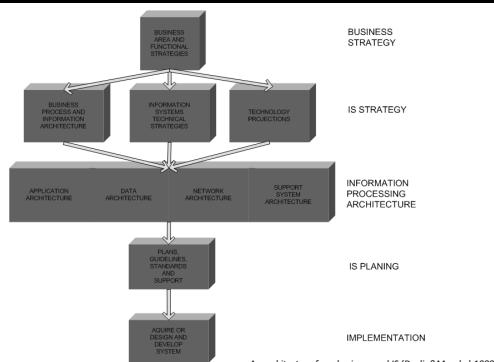 BUSINESS
AREA AND
FUNCTIONAL
STRATEGIES
BUSINESS
STRATEGY
BUSINESS
PROCESS AND
INFORMATION
ARCHITECTURE
INFORMATION
SYSTEMS
TECHNICAL
STRATEGIES
TECHNOLOGY
PROJECTIONS
IS STRATEGY
APPLICATION
ARCHITECTURE
DATA
ARCHITECTURE
NETWORK
ARCHITECTURE
SUPPORT
SYSTEM
ARCHITECTURE
INFORMATION
PROCESSING
ARCHITECTURE
PLANS,
GUIDELINES,
STANDARDS
AND
SUPPORT
IS PLANING
AQUIRE OR
DESIGN AND
DEVELOP
SYSTEM
IMPLEMENTATION